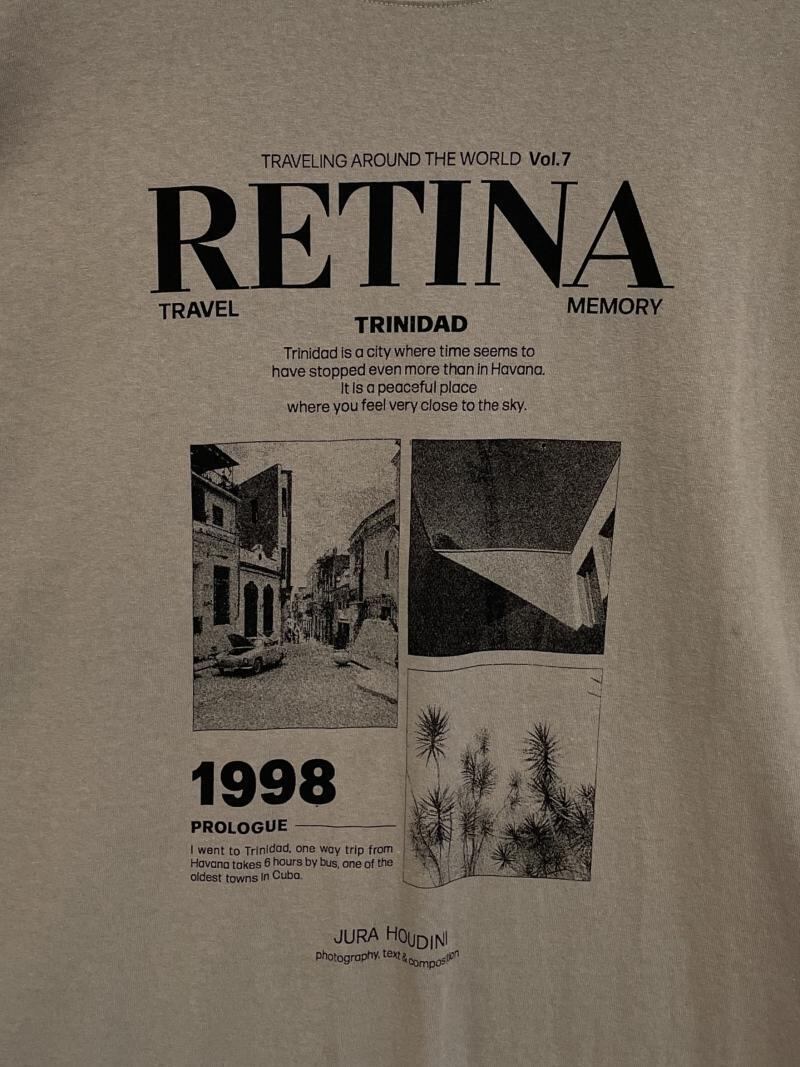 TRAVELING AROUND THE WORLD Vol.7
RETINA
TRAVEL
MEMORY
TRINIDAD
Trinidad is a city where time seems to
have stopped even more than in Havana.
It is a peaceful place
where you feel very close to the sky.
1998
PROLOGUE
I went to Trinidad, one way trip from
Havana takes 6 hours by bus, one of the
oldest towns in Cuba.
JURA HOUDINI
photography, text & composition